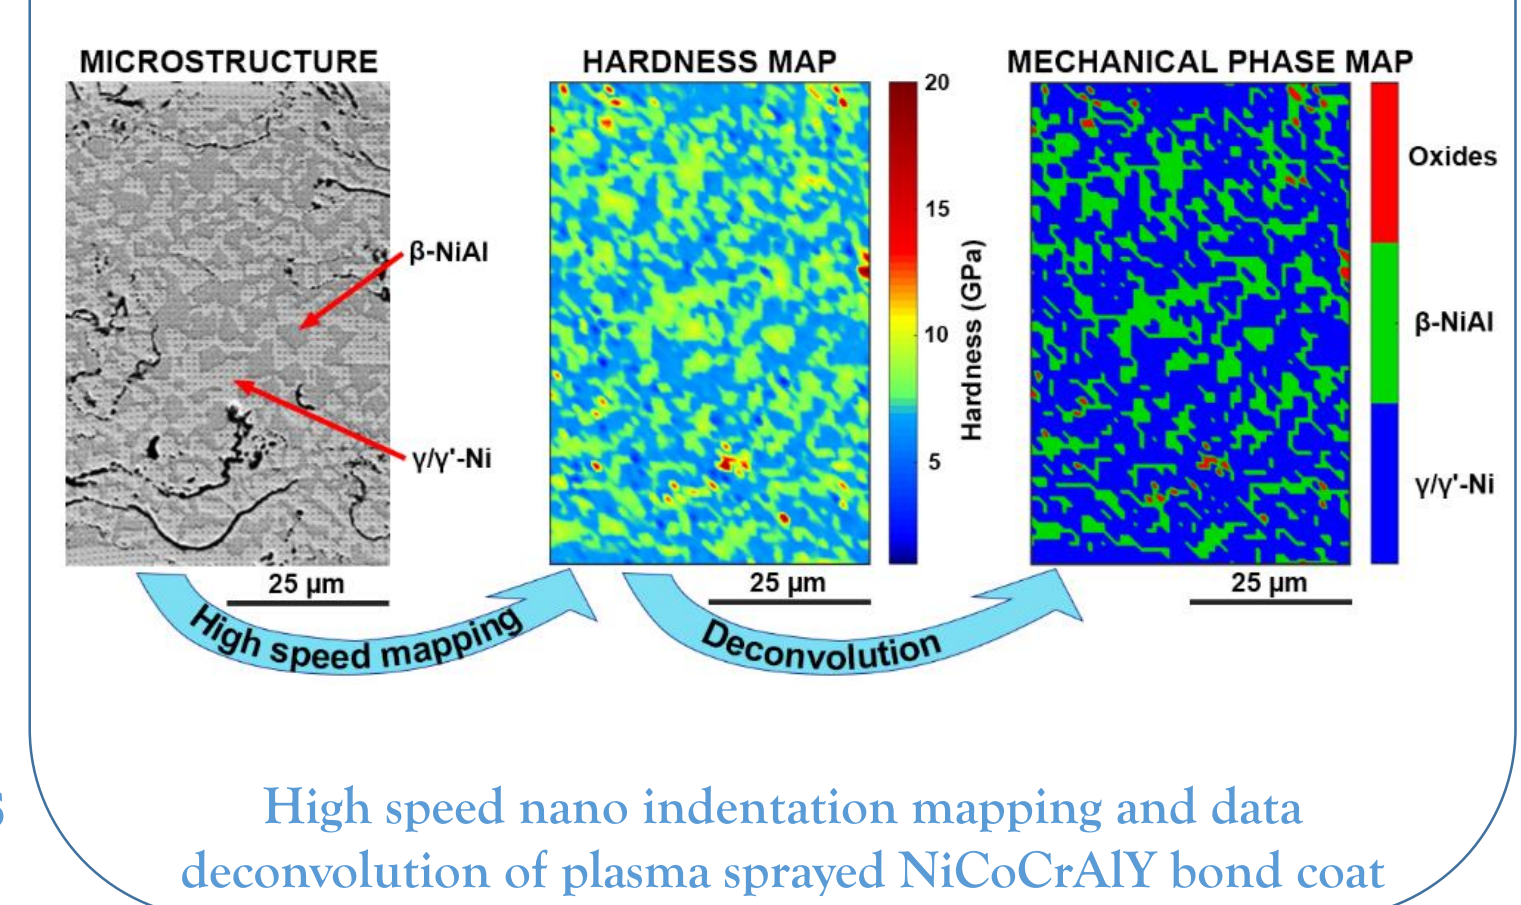 MICROSTRUCTURE
HARDNESS MAP
MECHANICAL PHASE MAP
β-NiAl
γ/γ'-Ni
20
15
10
5
Hardness (GPa)
Oxides
β-NiAl
γ/γ'-Ni
25 μm
25 μm
25 μm
High speed mapping
Deconvolution
High speed nano indentation mapping and data
deconvolution of plasma sprayed NiCoCrAlY bond coat